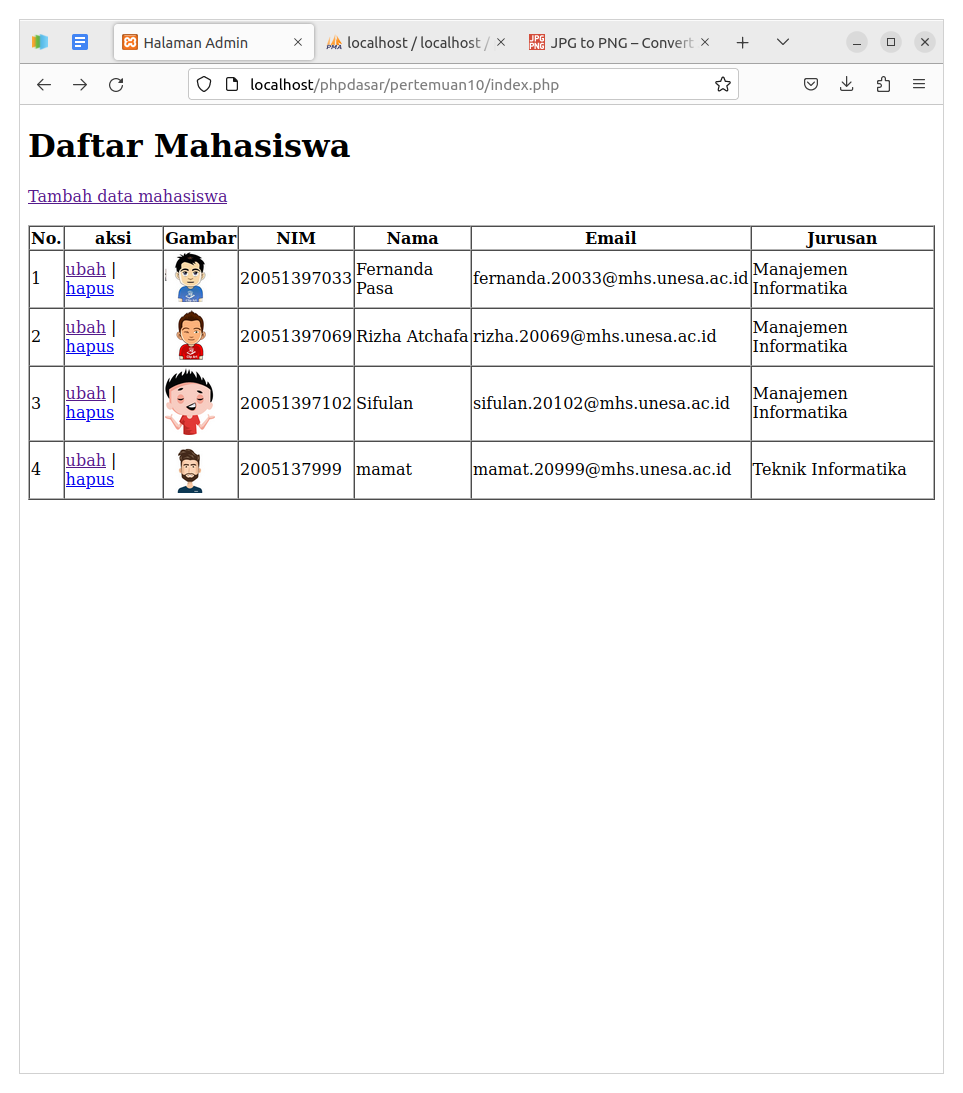 Halaman Admin
localhost / localhost /
JPG to PNG – Convert
localhost/phpdasar/pertemuan10/index.php
Daftar Mahasiswa
Tambah data mahasiswa
No. aksi Gambar NIM Nama Email Jurusan
1 ubah | hapus 20051397033 Fernanda Pasa fernanda.20033@mhs.unesa.ac.id Manajemen Informatika
2 ubah | hapus 20051397069 Rizha Atchafa rizha.20069@mhs.unesa.ac.id Manajemen Informatika
3 ubah | hapus 20051397102 Sifulan sifulan.20102@mhs.unesa.ac.id Manajemen Informatika
4 ubah | hapus 2005137999 mamat mamat.20999@mhs.unesa.ac.id Teknik Informatika